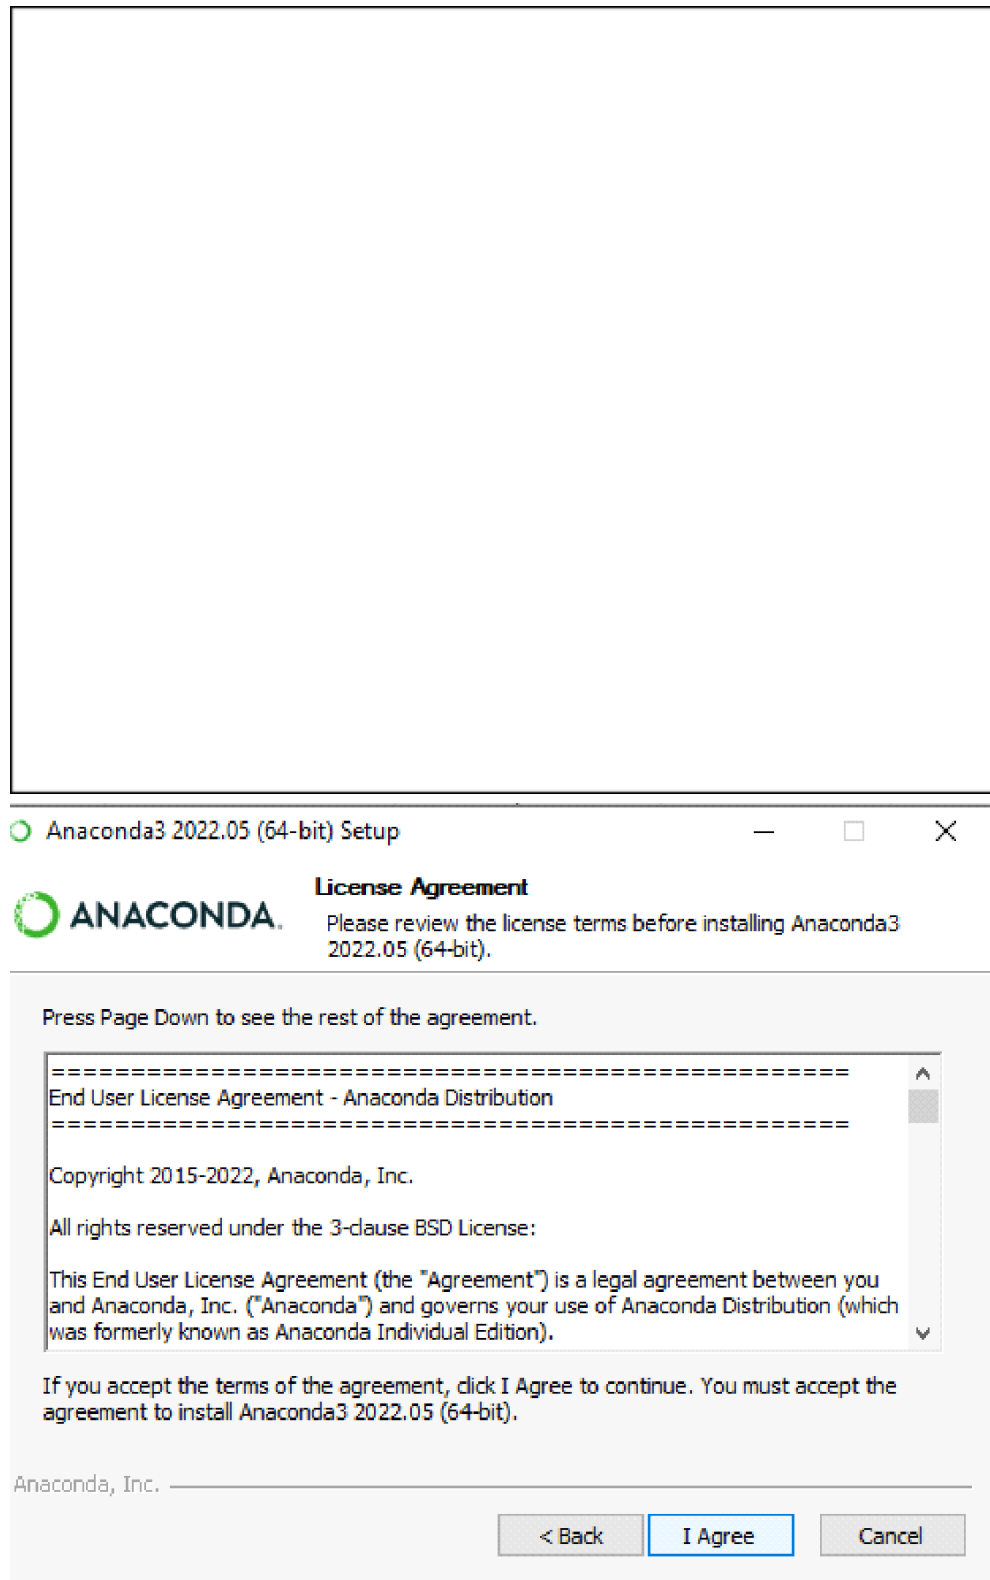 Anaconda3 2022.05 (64-bit) Setup
ANACONDA.
License Agreement
Please review the license terms before installing Anaconda3
2022.05 (64-bit).
Press Page Down to see the rest of the agreement.
==================================================
End User License Agreement - Anaconda Distribution
==================================================
Copyright 2015-2022, Anaconda, Inc.
All rights reserved under the 3-clause BSD License:
This End User License Agreement (the "Agreement") is a legal agreement between you
and Anaconda, Inc. ("Anaconda") and governs your use of Anaconda Distribution (which
was formerly known as Anaconda Individual Edition).
If you accept the terms of the agreement, click I Agree to continue. You must accept the
agreement to install Anaconda3 2022.05 (64-bit).
Anaconda, Inc.
< Back
I Agree
Cancel